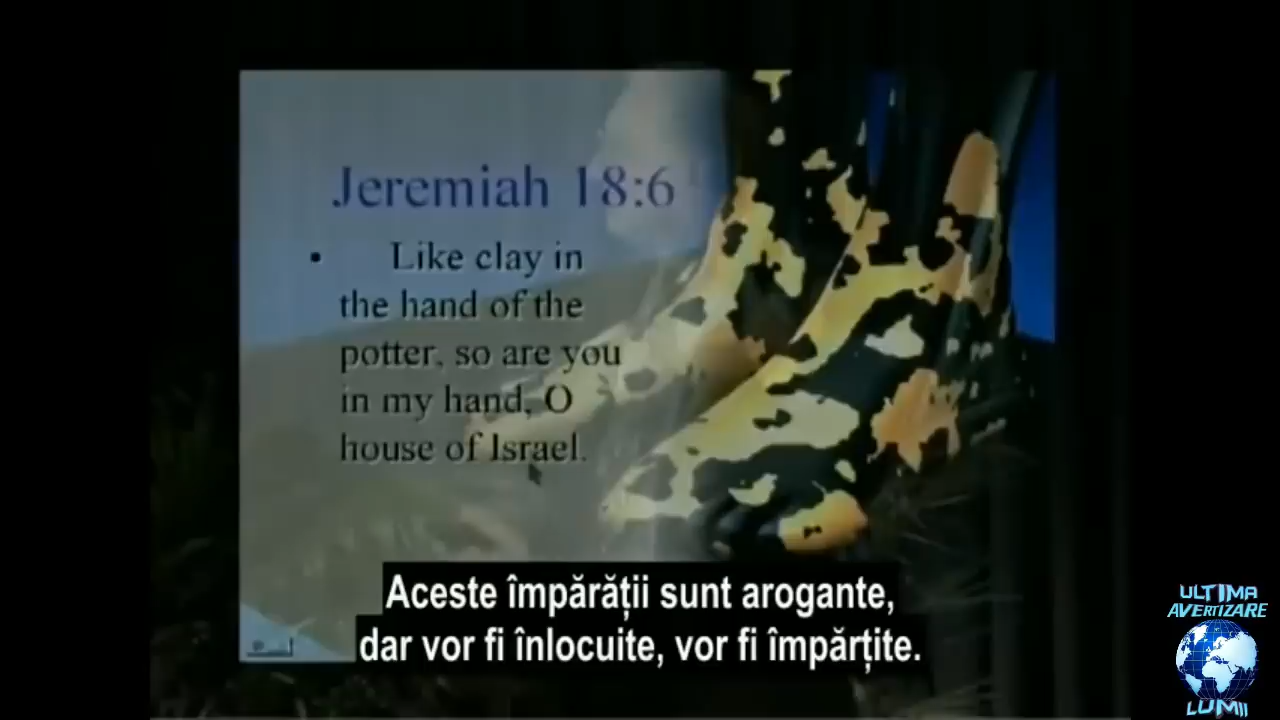 Jeremiah 18:6
• Like clay in
the hand of the
potter, so are you
in my hand, O
house of Israel.
Aceste împărății sunt arogante,
dar vor fi înlocuite, vor fi împărțite.
ULTIMA
AVERTIZARE
LUMII